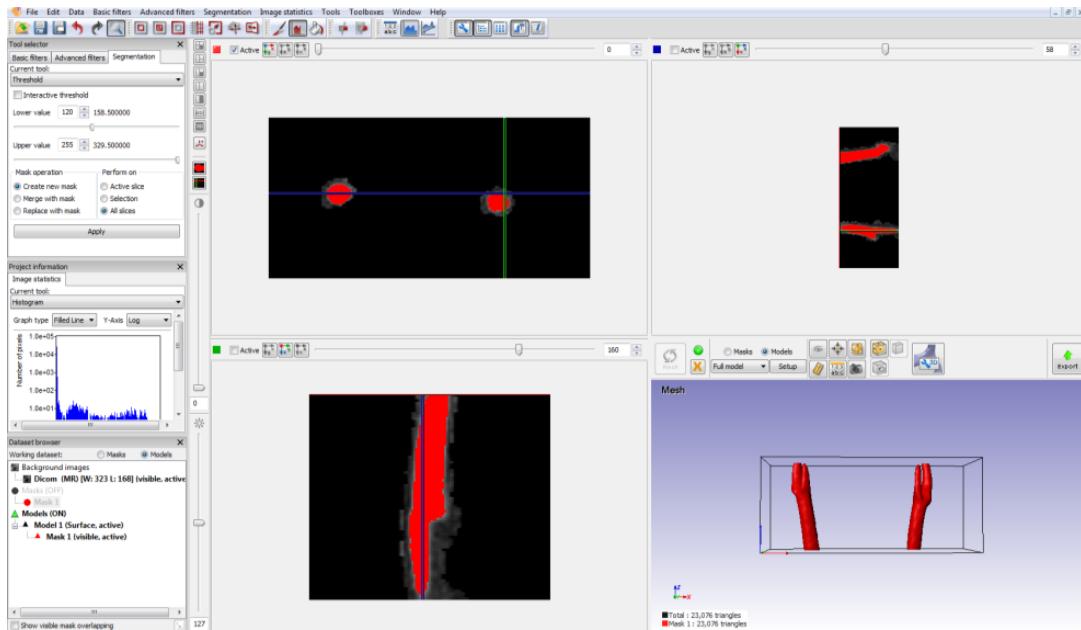 File Edit Data Basic filters Advanced filters Segmentation Image statistics Tools Toolboxes Window Help
Tool selector
Basic filters Advanced filters Segmentation
Current tool:
Threshold
Interactive threshold
Lower value 120 158.500000
Upper value 255 329.500000
Mask operation Perform on
Create new mask Active slice
Merge with mask Selection
Replace with mask All slices
Apply
Project information
Image statistics
Current tool:
Histogram
Graph type Filled Line Y-Axis Log
Number of pixels
1.0e+05
1.0e+04
1.0e+03
1.0e+02
1.0e+01
Dataset browser
Working dataset: Masks Models
Background images
Dicom (MR) [W: 323 L: 168] (visible, active
Masks (OFF)
Mask 1
Models (ON)
Model 1 (Surface, active)
Mask 1 (visible, active)
Show visible mask overlapping
0
127
Active 0
Active 58
Active 160
Masks Models
Full model Setup
Export
Mesh
Z
X
Total : 23,076 triangles
Mask 1 : 23,076 triangles